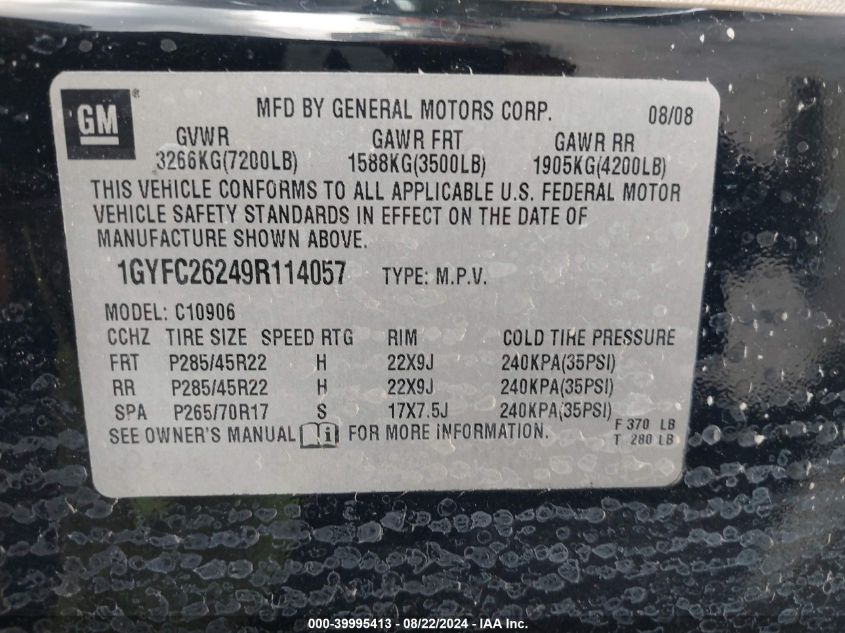 GM ®
MFD BY GENERAL MOTORS CORP. 08/08
GVWR GAWR FRT GAWR RR
3266KG(7200LB) 1588KG(3500LB) 1905KG(4200LB)
THIS VEHICLE CONFORMS TO ALL APPLICABLE U.S. FEDERAL MOTOR
VEHICLE SAFETY STANDARDS IN EFFECT ON THE DATE OF
MANUFACTURE SHOWN ABOVE.
1GYFC26249R114057 TYPE: M.P.V.
MODEL: C10906
CCHZ TIRE SIZE SPEED RTG RIM COLD TIRE PRESSURE
FRT P285/45R22 H 22X9J 240KPA(35PSI)
RR P285/45R22 H 22X9J 240KPA(35PSI)
SPA P265/70R17 S 17X7.5J 240KPA(35PSI)
SEE OWNER'S MANUAL i FOR MORE INFORMATION. F 370 LB
T 280 LB
000-39995413 - 08/22/2024 - IAA Inc.